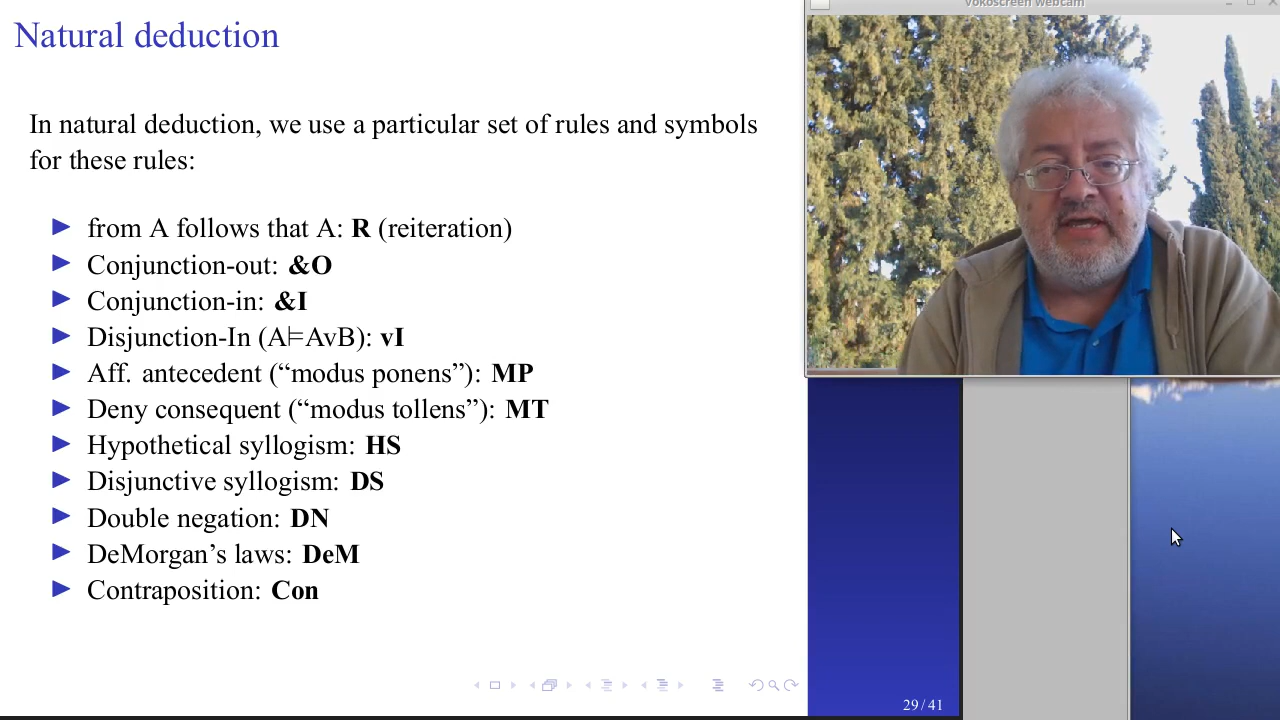 Natural deduction
vokoscreen webcam
In natural deduction, we use a particular set of rules and symbols
for these rules:
▶ from A follows that A: R (reiteration)
▶ Conjunction-out: &O
▶ Conjunction-in: &I
▶ Disjunction-In (A⊨AvB): vI
▶ Aff. antecedent (“modus ponens”): MP
▶ Deny consequent (“modus tollens”): MT
▶ Hypothetical syllogism: HS
▶ Disjunctive syllogism: DS
▶ Double negation: DN
▶ DeMorgan’s laws: DeM
▶ Contraposition: Con
29 / 41